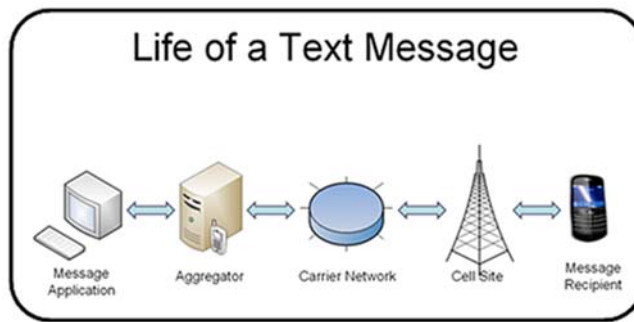 Life of a Text Message
Message
Application
Aggregator
Carrier Network
Cell Site
Message
Recipient